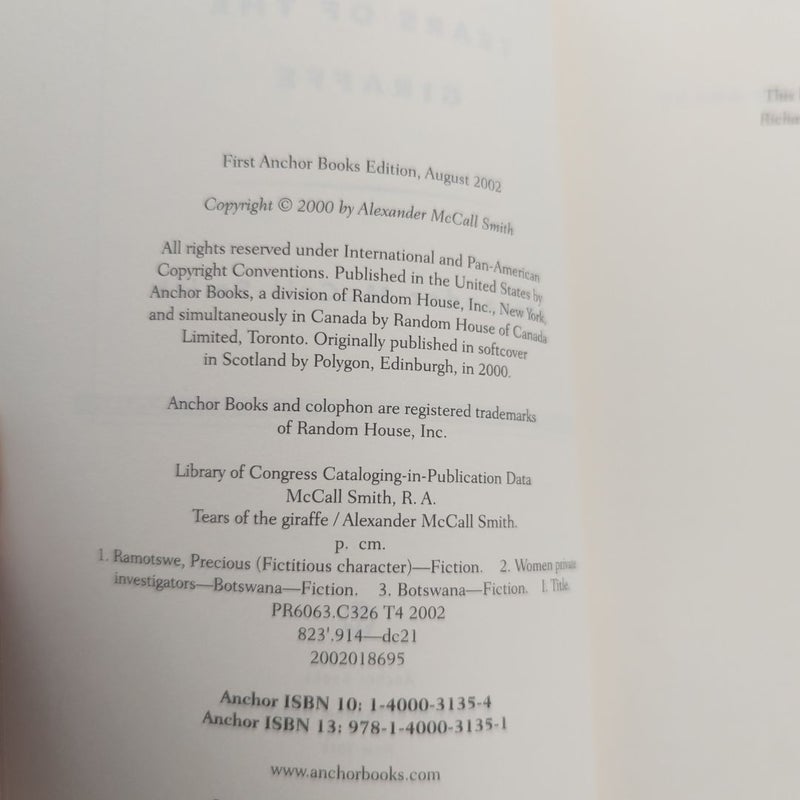 First Anchor Books Edition, August 2002
Copyright © 2000 by Alexander McCall Smith
All rights reserved under International and Pan-American
Copyright Conventions. Published in the United States by
Anchor Books, a division of Random House, Inc., New York,
and simultaneously in Canada by Random House of Canada
Limited, Toronto. Originally published in softcover
in Scotland by Polygon, Edinburgh, in 2000.
Anchor Books and colophon are registered trademarks
of Random House, Inc.
Library of Congress Cataloging-in-Publication Data
McCall Smith, R. A.
Tears of the giraffe / Alexander McCall Smith.
p. cm.
1. Ramotswe, Precious (Fictitious character)—Fiction. 2. Women private
investigators—Botswana—Fiction. 3. Botswana—Fiction. I. Title.
PR6063.C326 T4 2002
823'.914—dc21
2002018695
Anchor ISBN 10: 1-4000-3135-4
Anchor ISBN 13: 978-1-4000-3135-1
www.anchorbooks.com
This